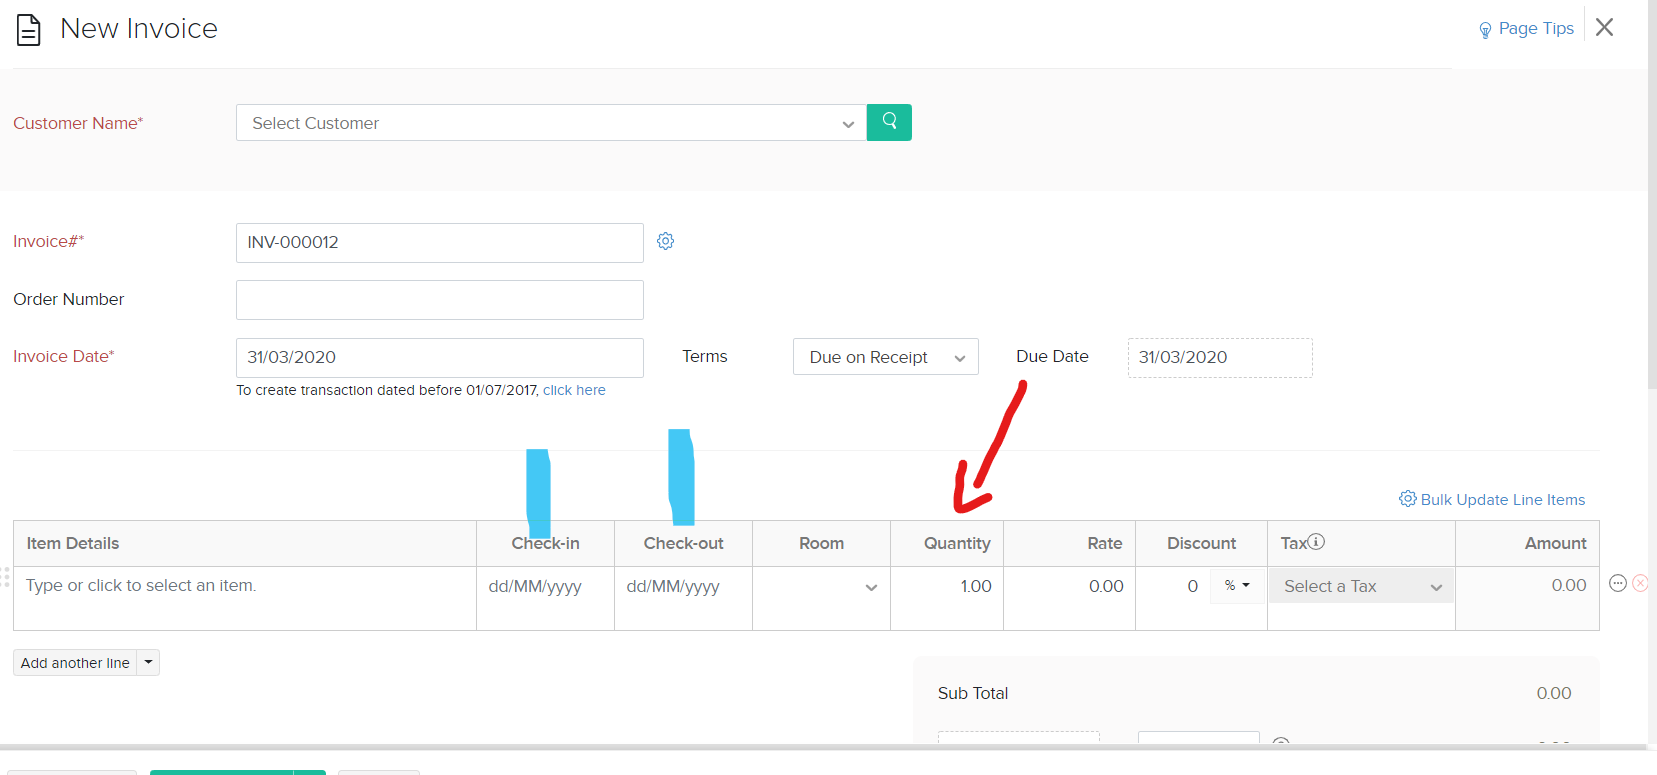 New Invoice
Page Tips
Customer Name*
Select Customer
Invoice#*
INV-000012
Order Number
Invoice Date*
31/03/2020
Terms
Due on Receipt
Due Date
31/03/2020
To create transaction dated before 01/07/2017, click here
Bulk Update Line Items
Item Details Check-in Check-out Room Quantity Rate Discount Tax Amount
Type or click to select an item. dd/MM/yyyy dd/MM/yyyy 1.00 0.00 0 % Select a Tax 0.00
Add another line
Sub Total 0.00